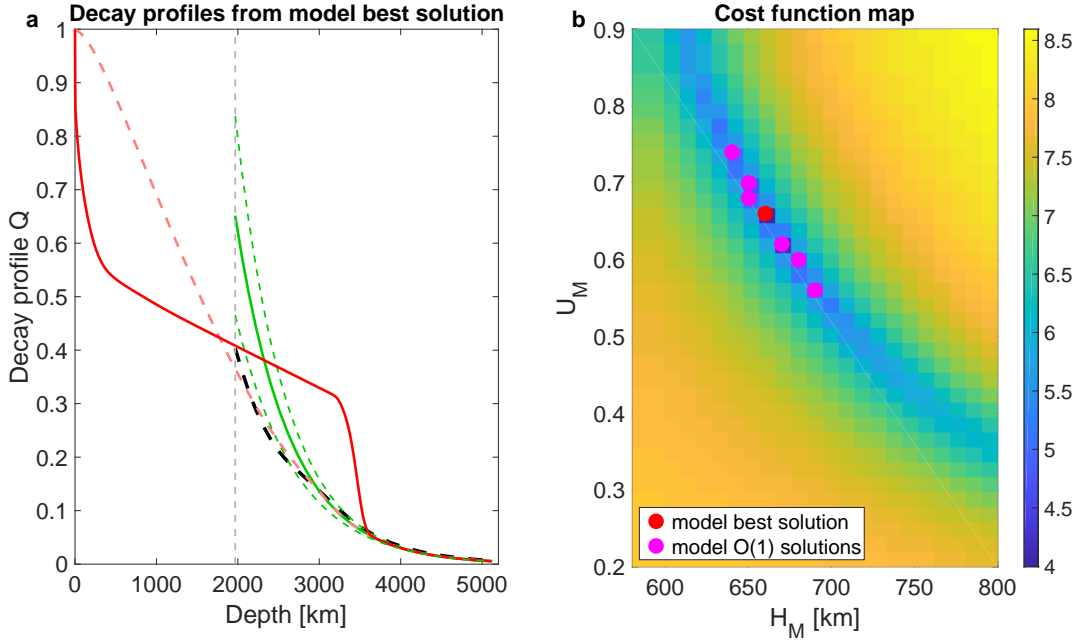 a Decay profiles from model best solution
Decay profile Q
1
0.9
0.8
0.7
0.6
0.5
0.4
0.3
0.2
0.1
0
0 1000 2000 3000 4000 5000
Depth [km]
b Cost function map
U_M
0.9
0.8
0.7
0.6
0.5
0.4
0.3
0.2
model best solution
model O(1) solutions
600 650 700 750 800
H_M [km]
8.5
8
7.5
7
6.5
6
5.5
5
4.5
4